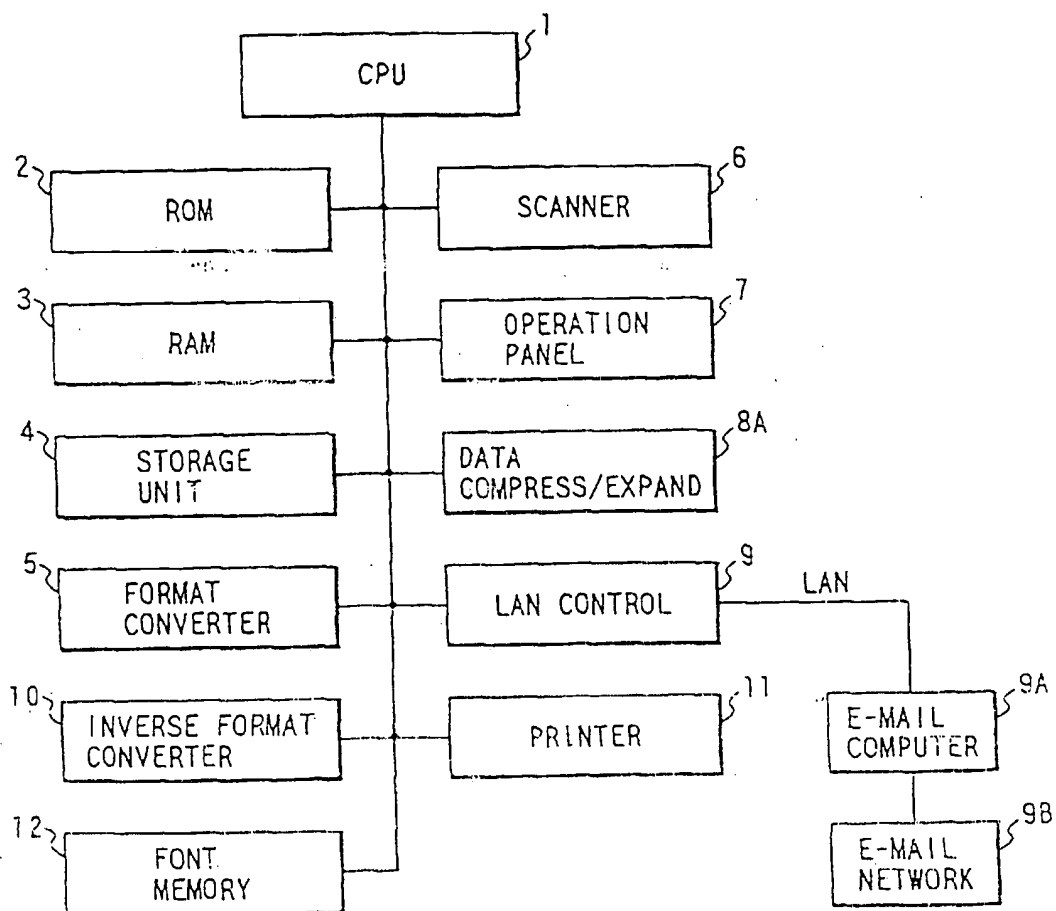 1
CPU
2
ROM
6
SCANNER
3
RAM
7
OPERATION
PANEL
4
STORAGE
UNIT
8A
DATA
COMPRESS/EXPAND
5
FORMAT
CONVERTER
9
LAN CONTROL
LAN
10
INVERSE FORMAT
CONVERTER
11
PRINTER
9A
E-MAIL
COMPUTER
12
FONT
MEMORY
9B
E-MAIL
NETWORK